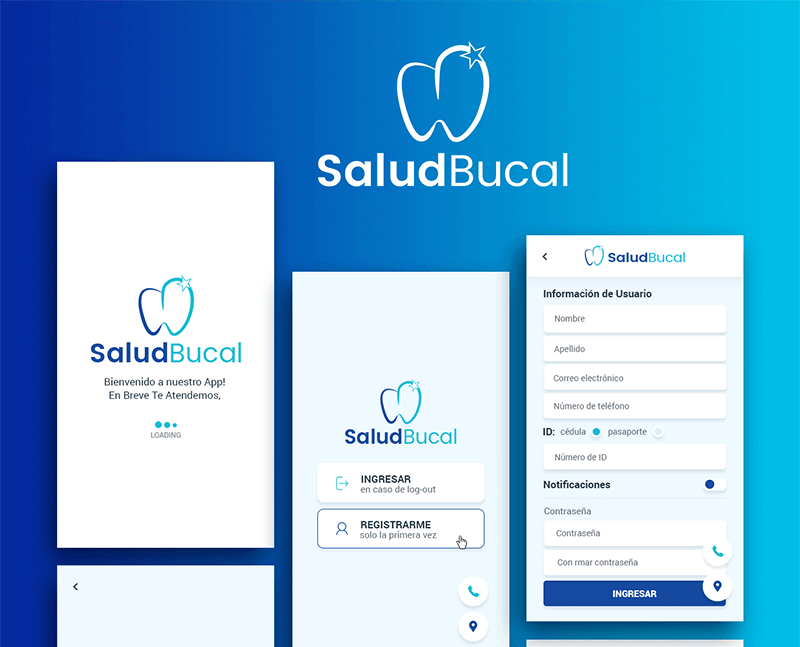 SaludBucal
SaludBucal
Bienvenido a nuestro App!
En Breve Te Atendemos,
LOADING
SaludBucal
INGRESAR
en caso de log-out
REGISTRARME
solo la primera vez
SaludBucal
Información de Usuario
Nombre
Apellido
Correo electrónico
Número de teléfono
ID: cédula pasaporte
Número de ID
Notificaciones
Contraseña
Contraseña
Con rmar contraseña
INGRESAR